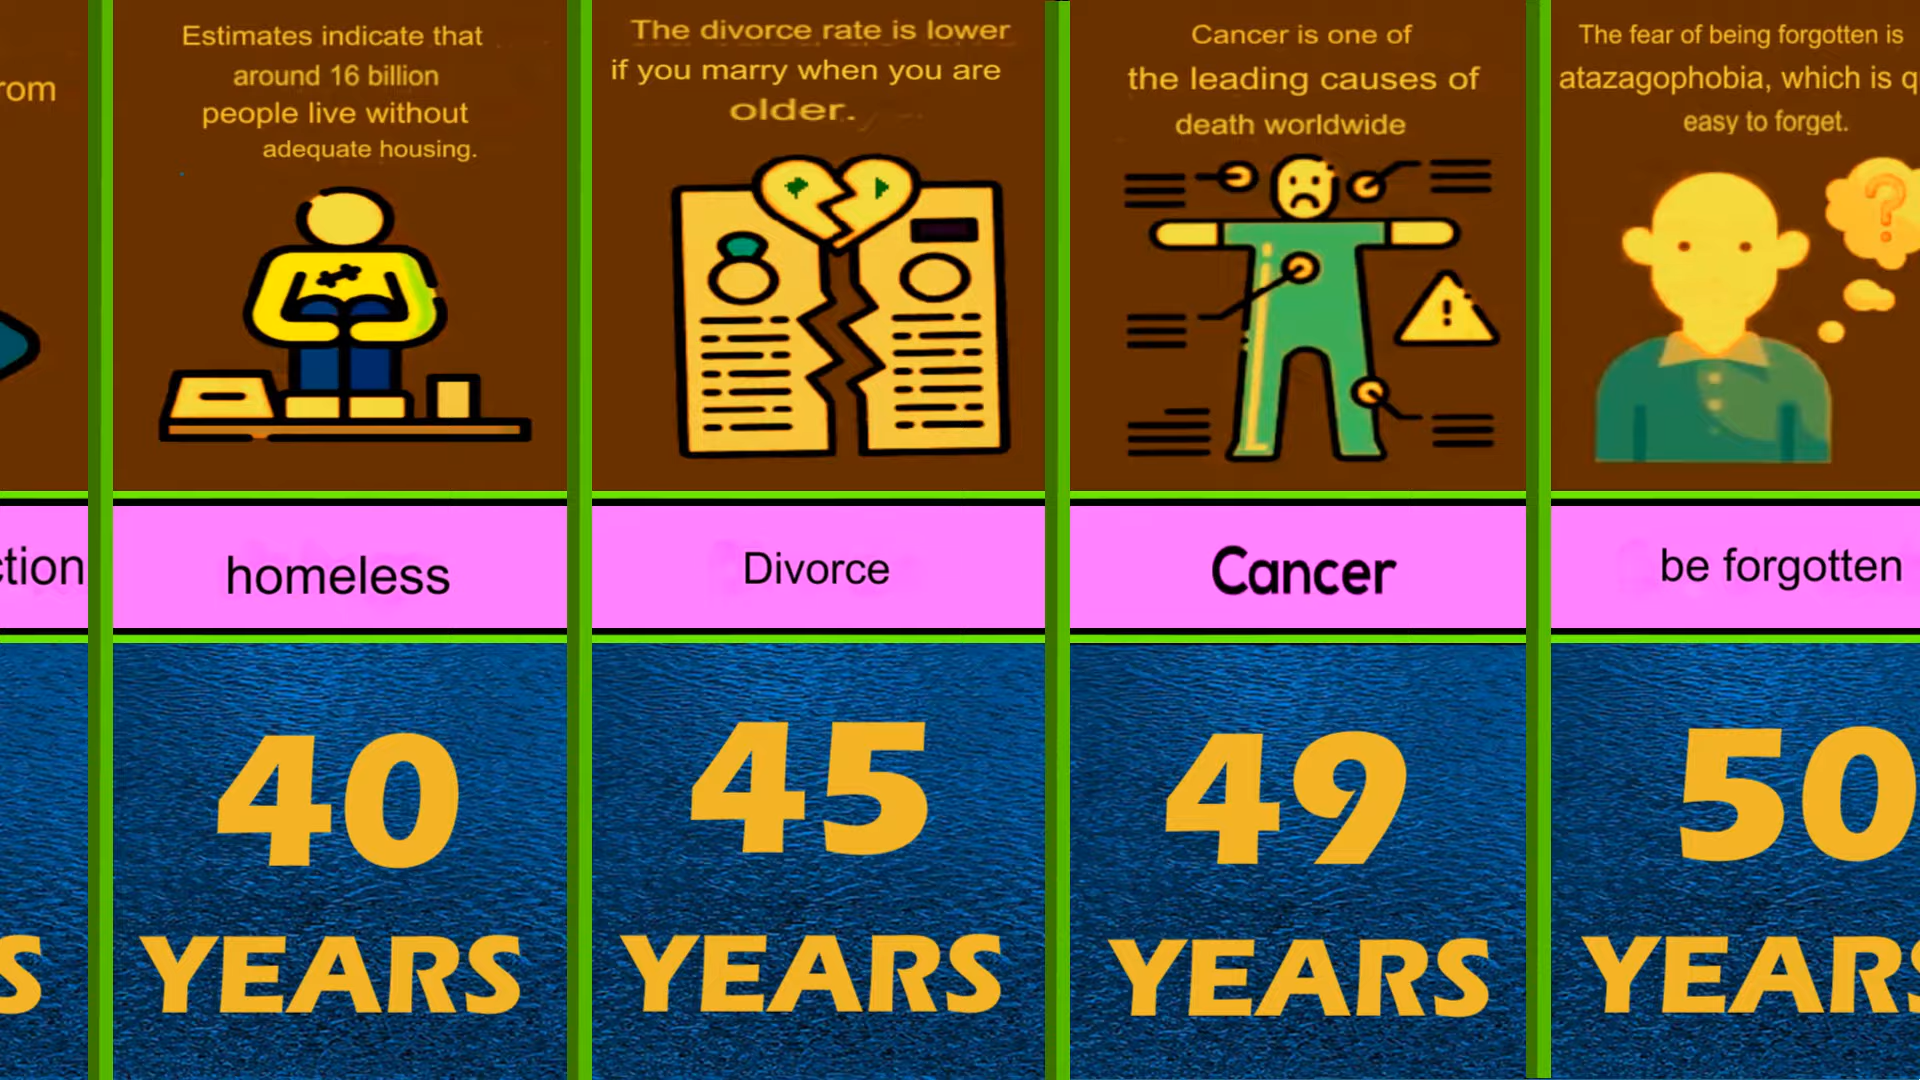 rom
ction
S
Estimates indicate that
around 16 billion
people live without
adequate housing.
homeless
40
YEARS
The divorce rate is lower
if you marry when you are
older.
Divorce
45
YEARS
Cancer is one of
the leading causes of
death worldwide
Cancer
49
YEARS
The fear of being forgotten is
atazagophobia, which is q
easy to forget.
be forgotten
50
YEARS